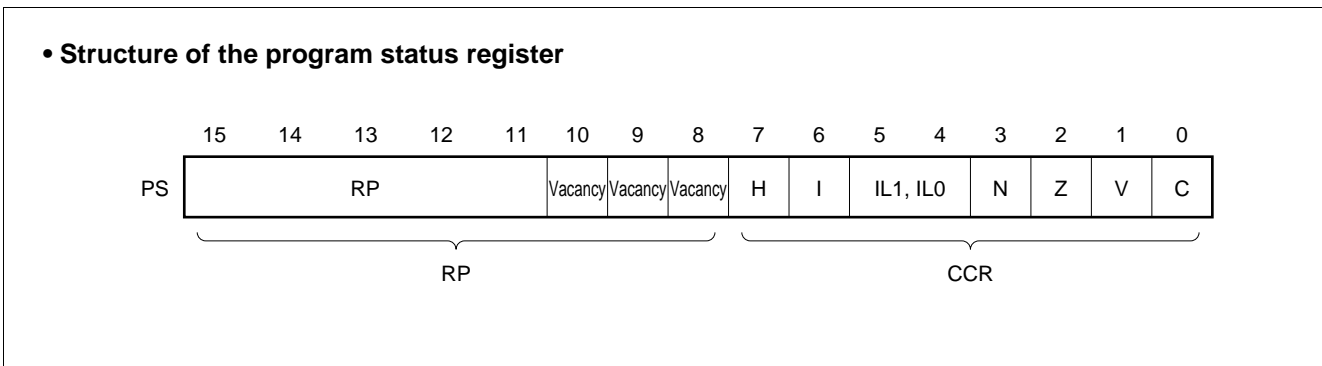 • Structure of the program status register
15 14 13 12 11 10 9 8 7 6 5 4 3 2 1 0
PS RP Vacancy Vacancy Vacancy H I IL1, IL0 N Z V C
RP CCR